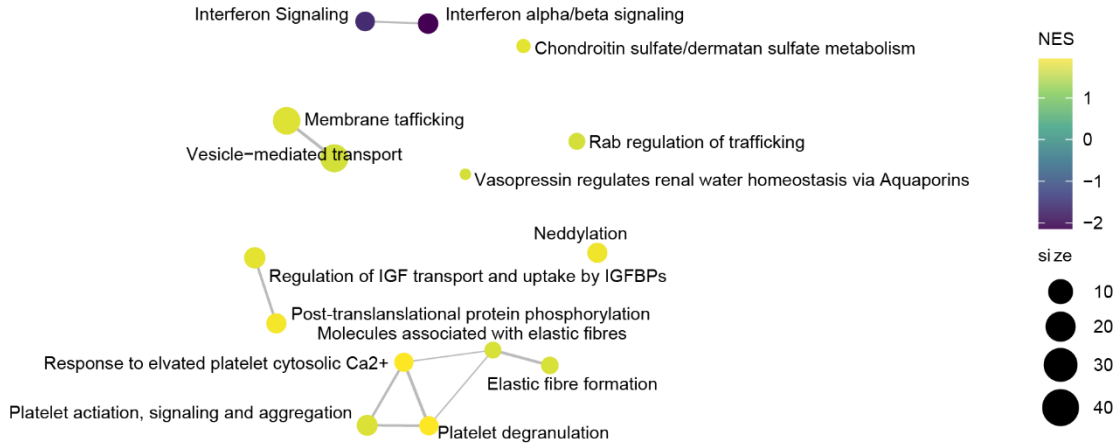 Interferon Signaling
Interferon alpha/beta signaling
Chondroitin sulfate/dermatan sulfate metabolism
Membrane tafficking
Rab regulation of trafficking
Vesicle−mediated transport
Vasopressin regulates renal water homeostasis via Aquaporins
Neddylation
Regulation of IGF transport and uptake by IGFBPs
Post-translanslational protein phosphorylation
Molecules associated with elastic fibres
Response to elvated platelet cytosolic Ca2+
Elastic fibre formation
Platelet actiation, signaling and aggregation
Platelet degranulation
NES
1
0
−1
−2
size
10
20
30
40